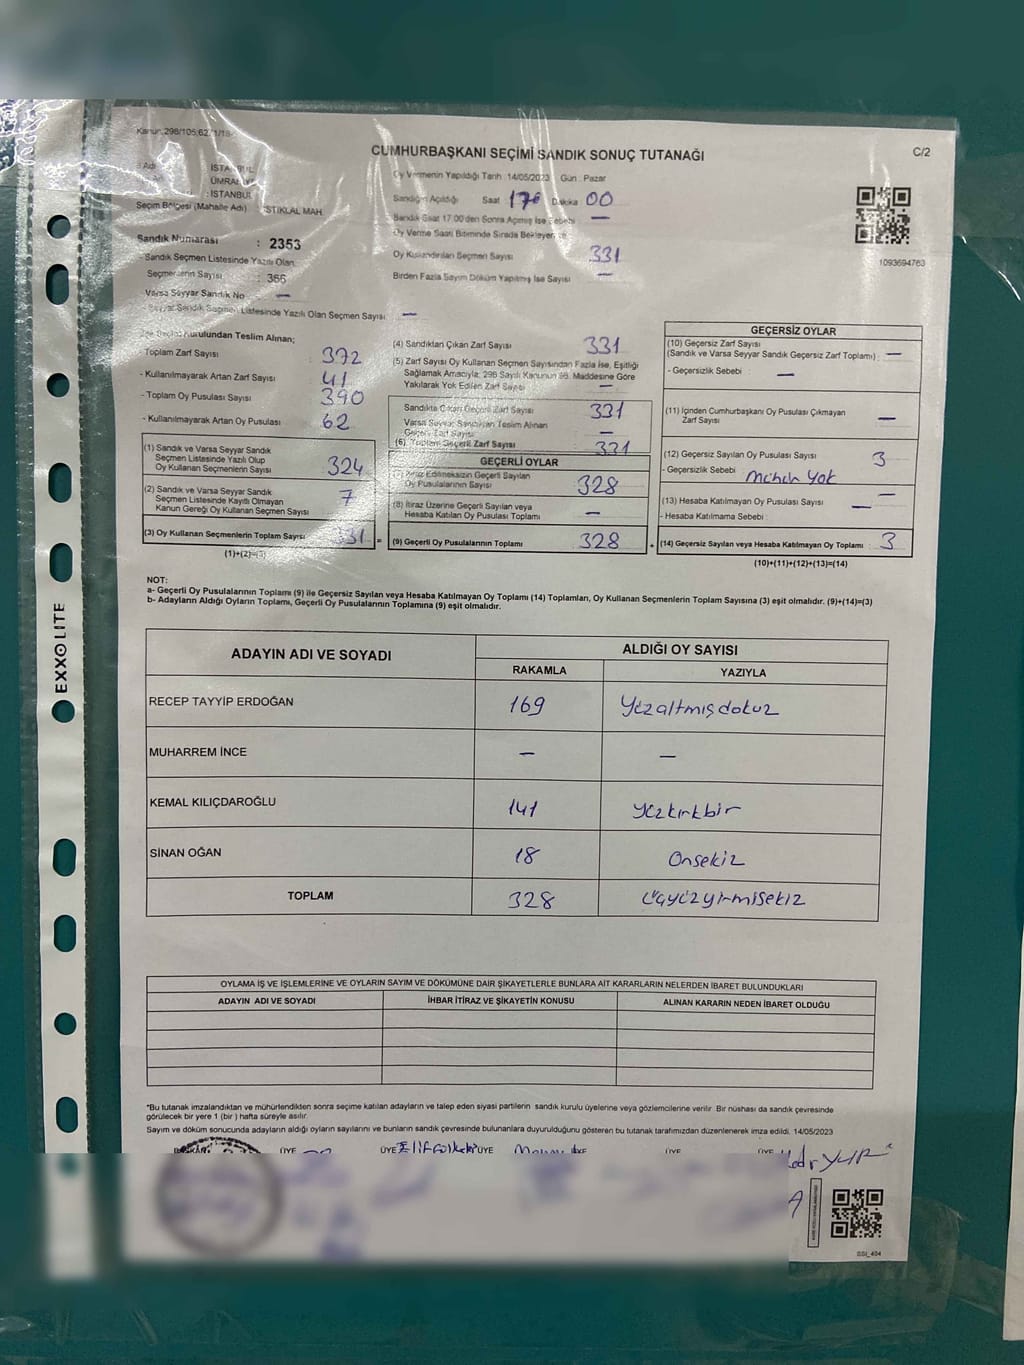 Kanun 298/105,62/1/18-
CUMHURBAŞKANI SEÇİMİ SANDIK SONUÇ TUTANAĞI
C/2
Adı : İSTANBUL
ÜMRANİYE
: İSTANBUL
Seçim Bölgesi (Mahalle Adı) İSTİKLAL MAH.
Sandık Numarası : 2353
Sandık Seçmen Listesinde Yazılı Olan
Seçmenlerin Sayısı : 366
Varsa Seyyar Sandık No —
Seyyar Sandık Seçmen Listesinde Yazılı Olan Seçmen Sayısı: —
Oy Vermenin Yapıldığı Tarih : 14/05/2023 Gün : Pazar
Sandığın Açıldığı Saat 17 Dakika 00
Sandık Saat 17:00'den Sonra Açılmış İse Sebebi —
Oy Verme Saati Bitiminde Sırada Bekleyen
Oy Kullandırılan Seçmen Sayısı 331
Birden Fazla Sayım Döküm Yapılmış İse Sayısı —
1093694763
İlçe Seçim Kurulundan Teslim Alınan;
- Toplam Zarf Sayısı : 372
- Kullanılmayarak Artan Zarf Sayısı : 41
- Toplam Oy Pusulası Sayısı : 390
- Kullanılmayarak Artan Oy Pusulası : 62
(1) Sandık ve Varsa Seyyar Sandık
Seçmen Listesinde Yazılı Olup
Oy Kullanan Seçmenlerin Sayısı 324
(2) Sandık ve Varsa Seyyar Sandık
Seçmen Listesinde Kayıtlı Olmayan
Kanun Gereği Oy Kullanan Seçmen Sayısı 7
(3) Oy Kullanan Seçmenlerin Toplam Sayısı 331 =
(1)+(2)=(3)
(4) Sandıktan Çıkan Zarf Sayısı 331
(5) Zarf Sayısı Oy Kullanan Seçmen Sayısından Fazla İse, Eşitliği
Sağlamak Amacıyla; 298 Sayılı Kanunun 98. Maddesine Göre
Yakılarak Yok Edilen Zarf Sayısı —
Sandıkta Çıkan Geçerli Zarf Sayısı 331
Varsa Seyyar Sandıktan Teslim Alınan
Geçerli Zarf Sayısı —
(6) Toplam Geçerli Zarf Sayısı 331
GEÇERLİ OYLAR
(7) İtiraz Edilmeksizin Geçerli Sayılan
Oy Pusulalarının Sayısı 328
(8) İtiraz Üzerine Geçerli Sayılan veya
Hesaba Katılan Oy Pusulası Toplamı —
(9) Geçerli Oy Pusulalarının Toplamı 328 +
GEÇERSİZ OYLAR
(10) Geçersiz Zarf Sayısı
(Sandık ve Varsa Seyyar Sandık Geçersiz Zarf Toplamı) : —
- Geçersizlik Sebebi : —
(11) İçinden Cumhurbaşkanı Oy Pusulası Çıkmayan
Zarf Sayısı —
(12) Geçersiz Sayılan Oy Pusulası Sayısı 3
- Geçersizlik Sebebi Mühür Yok
(13) Hesaba Katılmayan Oy Pusulası Sayısı —
- Hesaba Katılmama Sebebi : —
(14) Geçersiz Sayılan veya Hesaba Katılmayan Oy Toplamı : 3
(10)+(11)+(12)+(13)=(14)
NOT:
a- Geçerli Oy Pusulalarının Toplamı (9) ile Geçersiz Sayılan veya Hesaba Katılmayan Oy Toplamı (14) Toplamları, Oy Kullanan Seçmenlerin Toplam Sayısına (3) eşit olmalıdır. (9)+(14)=(3)
b- Adayların Aldığı Oyların Toplamı, Geçerli Oy Pusulalarının Toplamına (9) eşit olmalıdır.
EXXOLITE
ADAYIN ADI VE SOYADI
ALDIĞI OY SAYISI
RAKAMLA YAZIYLA
RECEP TAYYİP ERDOĞAN 169 Yüzaltmışdokuz
MUHARREM İNCE — —
KEMAL KILIÇDAROĞLU 141 Yüzkırkbir
SİNAN OĞAN 18 Onsekiz
TOPLAM 328 Üçyüzyirmisekiz
OYLAMA İŞ VE İŞLEMLERİNE VE OYLARIN SAYIM VE DÖKÜMÜNE DAİR ŞİKAYETLERLE BUNLARA AİT KARARLARIN NELERDEN İBARET BULUNDUKLARI
ADAYIN ADI VE SOYADI İHBAR İTİRAZ VE ŞİKAYETİN KONUSU ALINAN KARARIN NEDEN İBARET OLDUĞU
*Bu tutanak imzalandıktan ve mühürlendikten sonra seçime katılan adayların ve talep eden siyasi partilerin sandık kurulu üyelerine veya gözlemcilerine verilir. Bir nüshası da sandık çevresinde
görülecek bir yere 1 (bir ) hafta süreyle asılır.
Sayım ve döküm sonucunda adayların aldığı oyların sayılarını ve bunların sandık çevresinde bulunanlara duyurulduğunu gösteren bu tutanak tarafımızdan düzenlenerek imza edildi. 14/05/2023
BAŞKAN ÜYE ÜYE ÜYE ÜYE ÜYE ÜYE
SSI_404